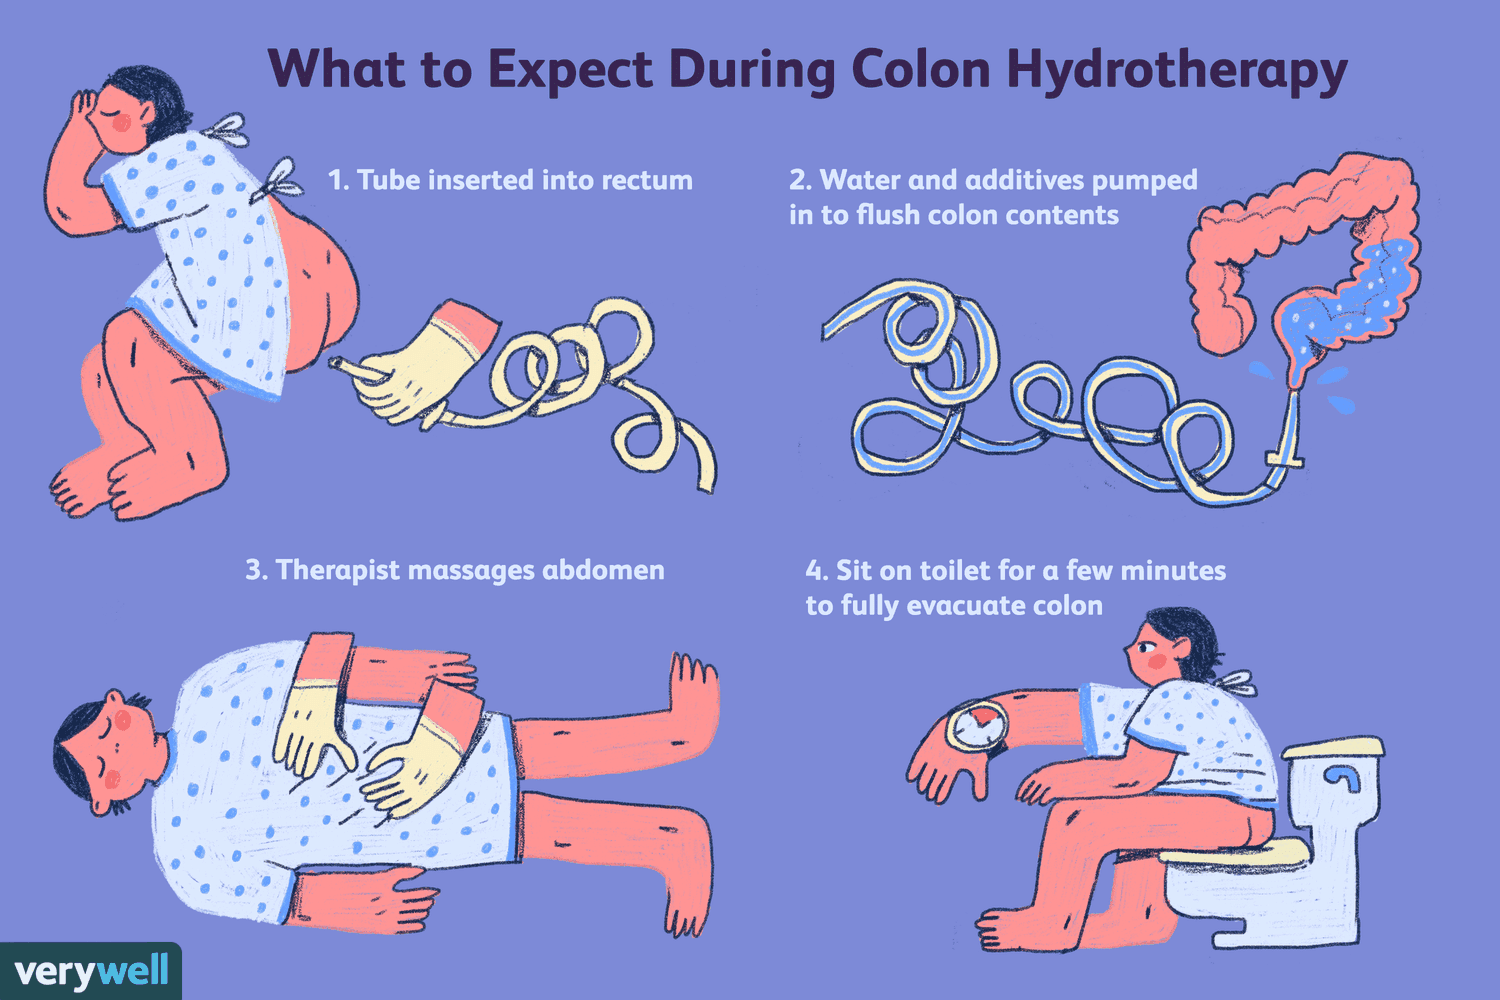 What to Expect During Colon Hydrotherapy
1. Tube inserted into rectum
2. Water and additives pumped
in to flush colon contents
3. Therapist massages abdomen
4. Sit on toilet for a few minutes
to fully evacuate colon
verywell